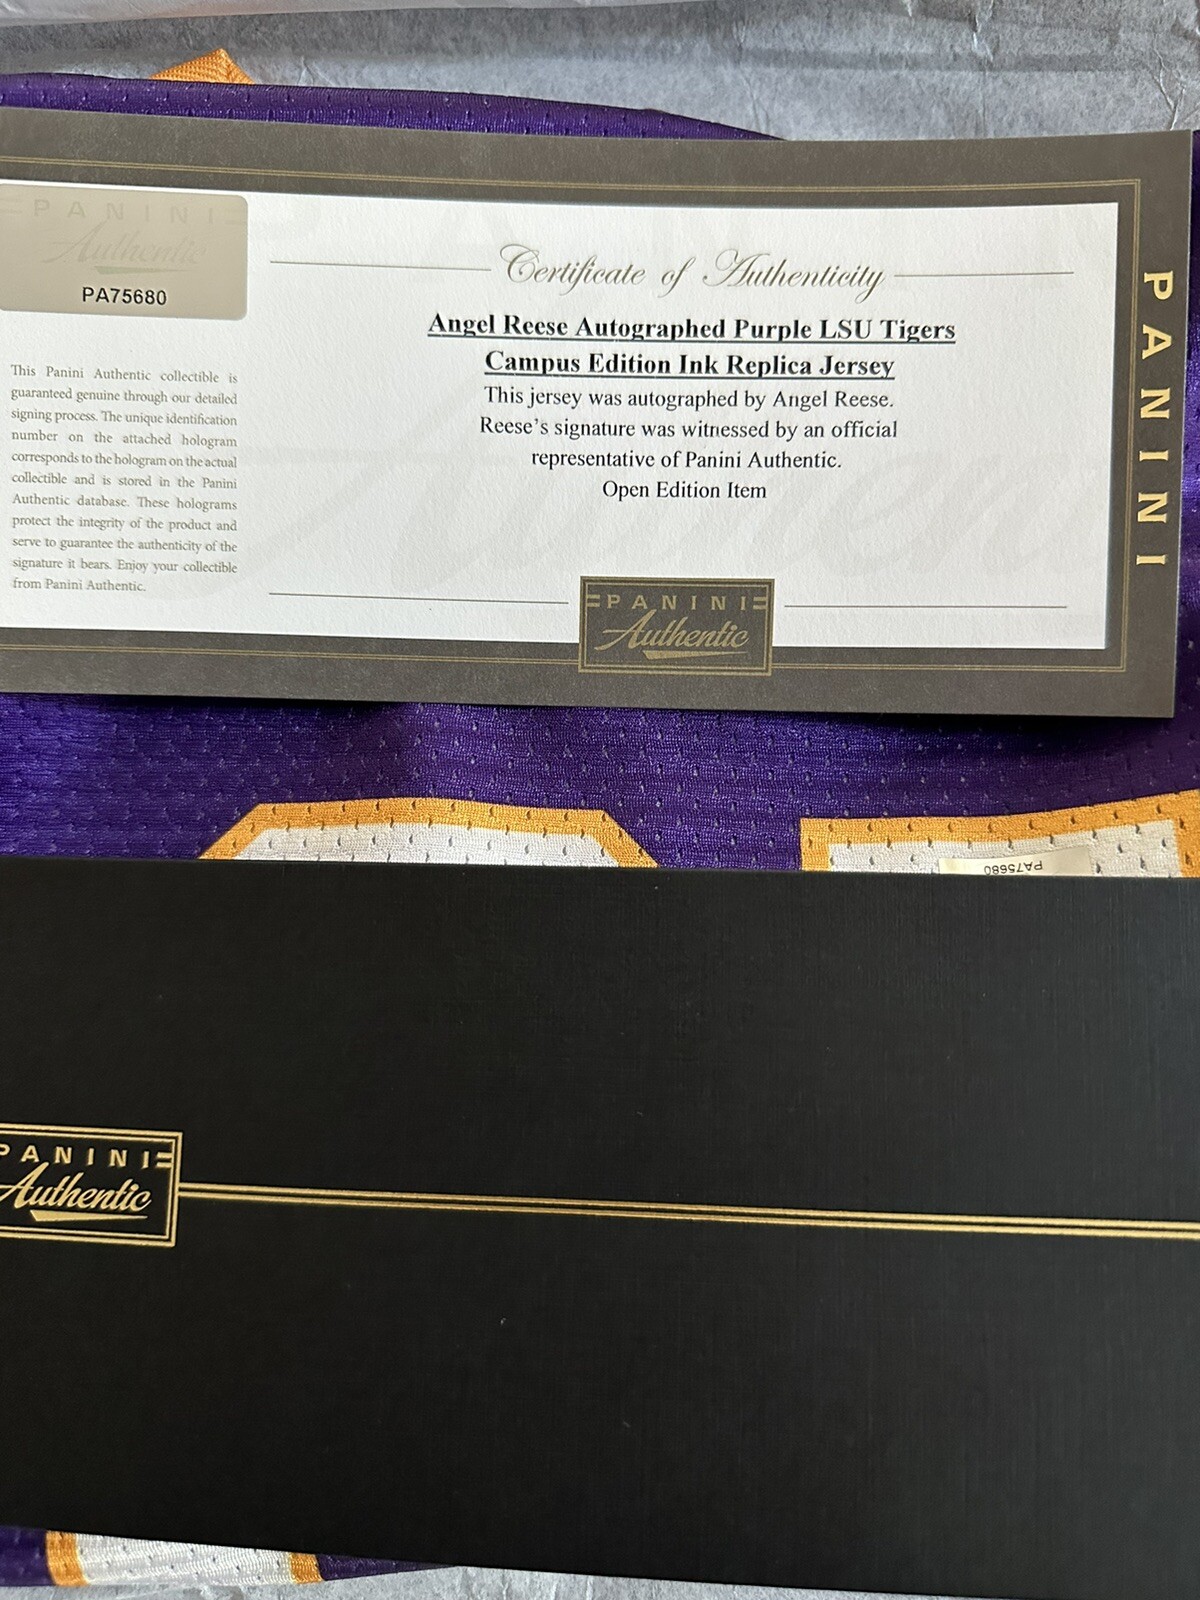 PANINI
Authentic
PA75680
This Panini Authentic collectible is
guaranteed genuine through our detailed
signing process. The unique identification
number on the attached hologram
corresponds to the hologram on the actual
collectible and is stored in the Panini
Authentic database. These holograms
protect the integrity of the product and
serve to guarantee the authenticity of the
signature it bears. Enjoy your collectible
from Panini Authentic.
Certificate of Authenticity
Angel Reese Autographed Purple LSU Tigers
Campus Edition Ink Replica Jersey
This jersey was autographed by Angel Reese.
Reese's signature was witnessed by an official
representative of Panini Authentic.
Open Edition Item
PANINI
Authentic
PANINI
PA75680
PANINI
Authentic